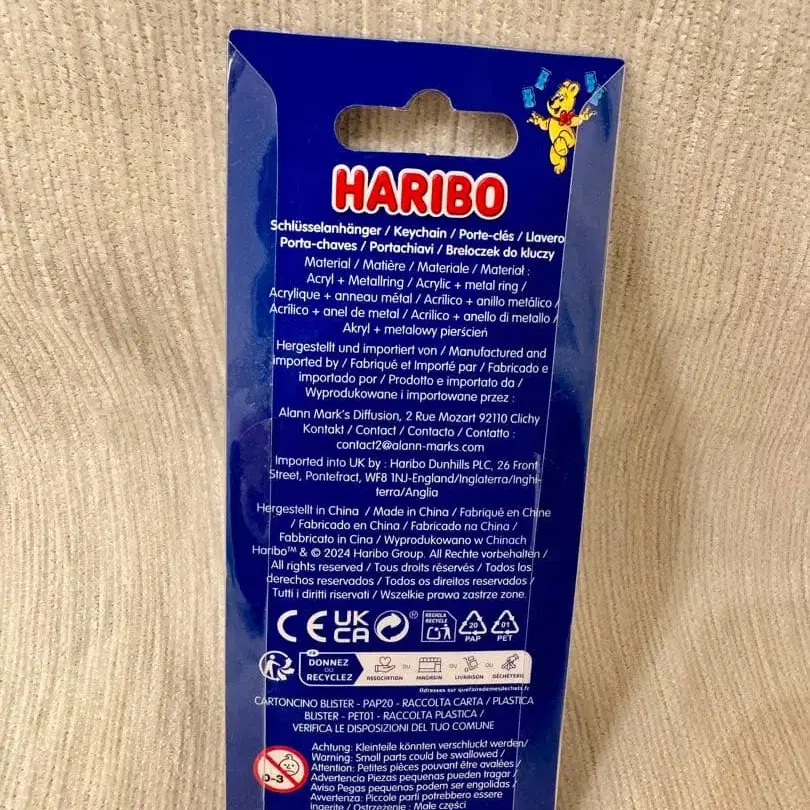 HARIBO
Schlüsselanhänger / Keychain / Porte-clés / Llavero
Porta-chaves / Portachiavi / Breloczek do kluczy
Material / Matière / Materiale / Materiał :
Acryl + Metallring / Acrylic + metal ring /
Acrylique + anneau métal / Acrílico + anillo metálico /
Acrílico + anel de metal / Acrilico + anello di metallo /
Akryl + metalowy pierścień
Hergestellt und importiert von / Manufactured and
imported by / Fabriqué et Importé par / Fabricado e
importado por / Prodotto e importato da /
Wyprodukowane i importowane przez :
Alann Mark's Diffusion, 2 Rue Mozart 92110 Clichy
Kontakt / Contact / Contacto / Contatto :
contact2@alann-marks.com
Imported into UK by : Haribo Dunhills PLC, 26 Front
Street, Pontefract, WF8 1NJ-England/Inglaterra/Inghil-
terra/Anglia
Hergestellt in China / Made in China / Fabriqué en Chine
/ Fabricado en China / Fabricado na China /
Fabbricato in Cina / Wyprodukowano w Chinach
Haribo™ & © 2024 Haribo Group. All Rechte vorbehalten /
All rights reserved / Tous droits réservés / Todos los
derechos reservados / Todos os direitos reservados /
Tutti i diritti riservati / Wszelkie prawa zastrze zone.
CE UK CA ® RECICLA RECYCLE 20 PAP 01 PET
FR DONNEZ OU RECYCLEZ ASSOCIATION OU MAGASIN OU LIVRAISON OU DÉCHÈTERIE
Adresses sur quefairedemesdechets.fr
CARTONCINO BLISTER - PAP20 - RACCOLTA CARTA / PLASTICA
BLISTER - PET01 - RACCOLTA PLASTICA /
VERIFICA LE DISPOSIZIONI DEL TUO COMUNE
0-3
Achtung: Kleinteile könnten verschluckt werden/
Warning: Small parts could be swallowed /
Attention: Petites pièces pouvant être avalées /
Advertencia Piezas pequenas pueden tragar /
Aviso Pegas pequenas podem ser engolidas /
Avvertenza: Piccole parti potrebbero essere
ingerite / Ostrzeżenie : Małe części